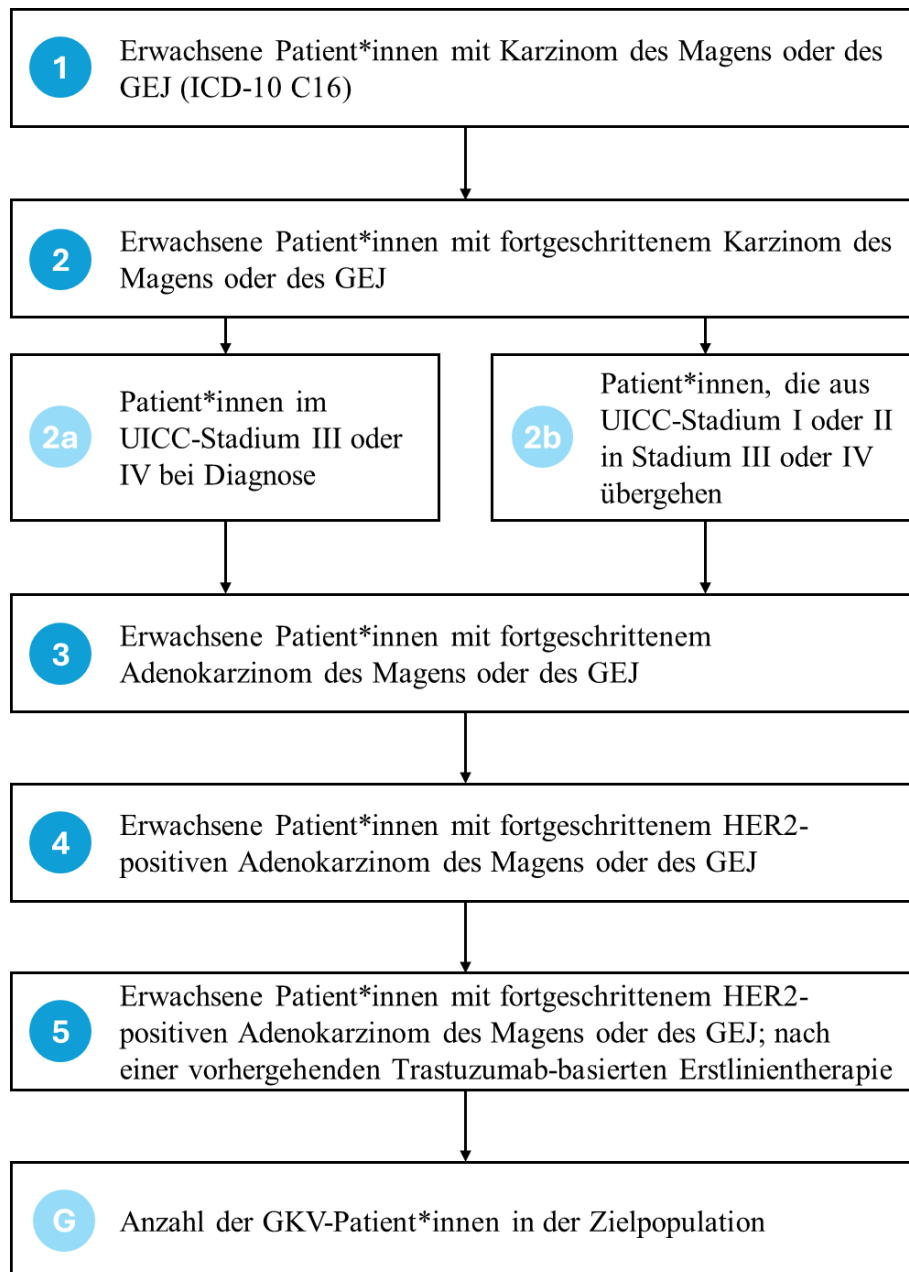 1
Erwachsene Patient*innen mit Karzinom des Magens oder des
GEJ (ICD-10 C16)
2
Erwachsene Patient*innen mit fortgeschrittenem Karzinom des
Magens oder des GEJ
2a
Patient*innen im
UICC-Stadium III oder
IV bei Diagnose
2b
Patient*innen, die aus
UICC-Stadium I oder II
in Stadium III oder IV
übergehen
3
Erwachsene Patient*innen mit fortgeschrittenem
Adenokarzinom des Magens oder des GEJ
4
Erwachsene Patient*innen mit fortgeschrittenem HER2-
positiven Adenokarzinom des Magens oder des GEJ
5
Erwachsene Patient*innen mit fortgeschrittenem HER2-
positiven Adenokarzinom des Magens oder des GEJ; nach
einer vorhergehenden Trastuzumab-basierten Erstlinientherapie
G
Anzahl der GKV-Patient*innen in der Zielpopulation